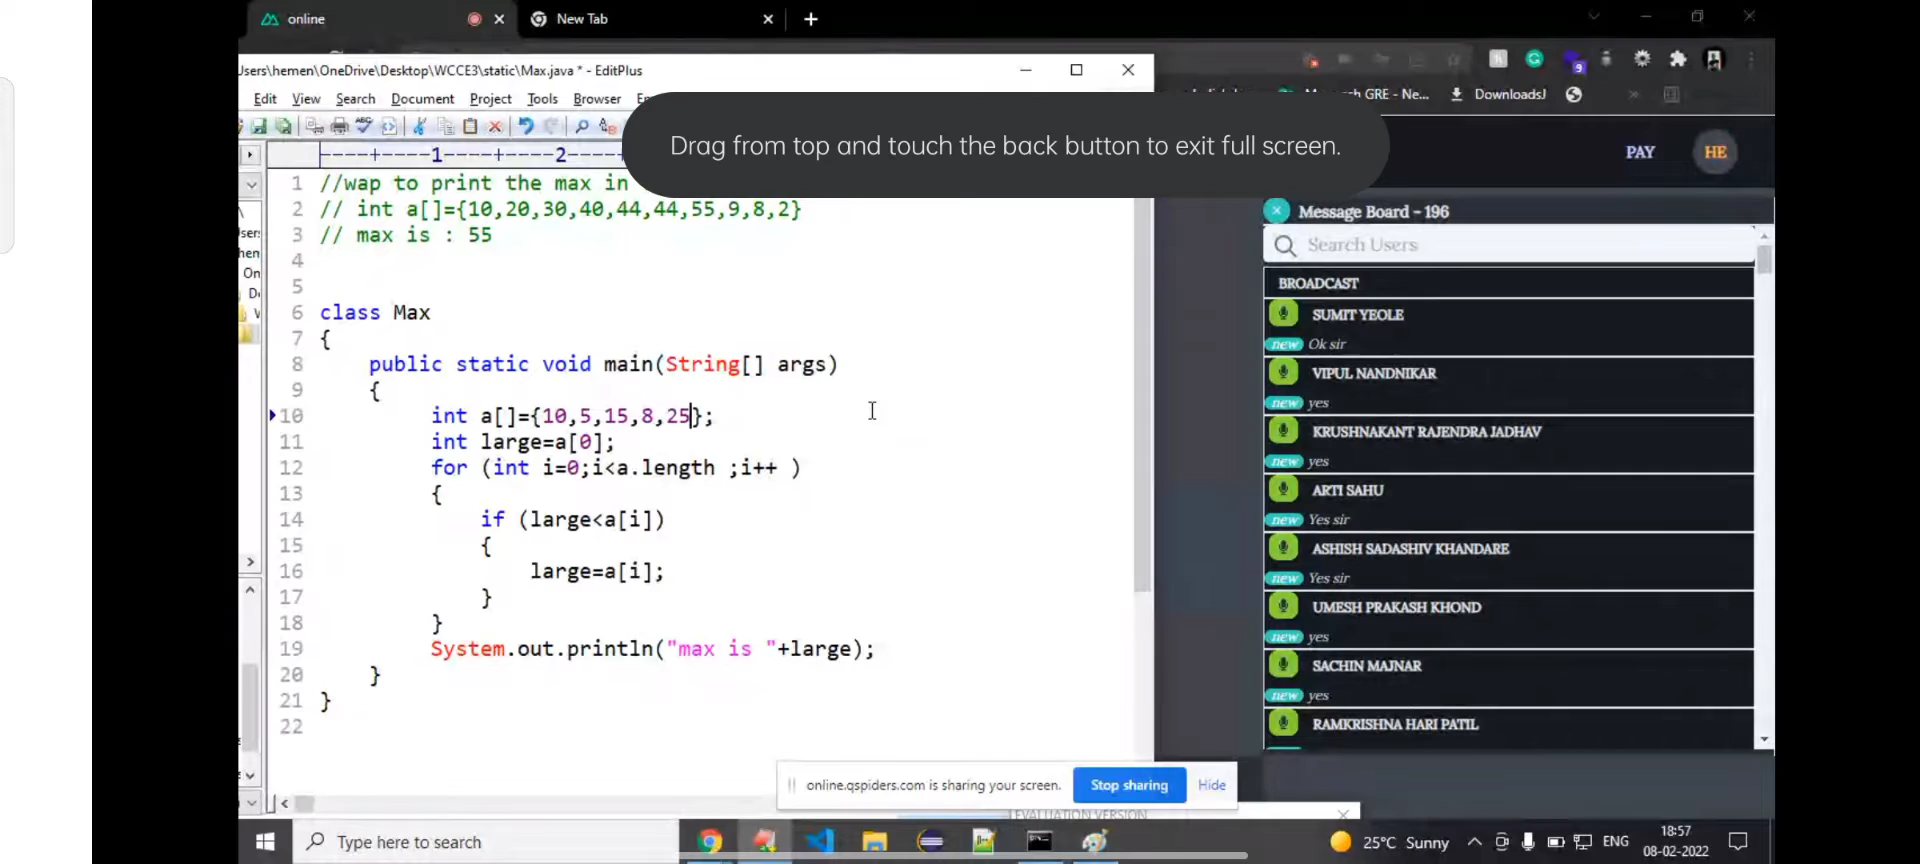 online
New Tab
Users\hemen\OneDrive\Desktop\WCCE3\static\Max.java * - EditPlus
Edit View Search Document Project Tools Browser
GRE - Ne... DownloadsJ
Drag from top and touch the back button to exit full screen.
PAY HE
----+----1----+----2
1 //wap to print the max in
2 // int a[]={10,20,30,40,44,44,55,9,8,2}
3 // max is : 55
4
5
6 class Max
7 {
8 public static void main(String[] args)
9 {
10 int a[]={10,5,15,8,25};
11 int large=a[0];
12 for (int i=0;i<a.length ;i++ )
13 {
14 if (large<a[i])
15 {
16 large=a[i];
17 }
18 }
19 System.out.println("max is "+large);
20 }
21 }
22
Message Board - 196
Search Users
BROADCAST
SUMIT YEOLE
new Ok sir
VIPUL NANDNIKAR
new yes
KRUSHNAKANT RAJENDRA JADHAV
new yes
ARTI SAHU
new Yes sir
ASHISH SADASHIV KHANDARE
new Yes sir
UMESH PRAKASH KHOND
new yes
SACHIN MAJNAR
new yes
RAMKRISHNA HARI PATIL
online.qspiders.com is sharing your screen. Stop sharing Hide
EVALUATION VERSION
Type here to search
25°C Sunny
ENG
18:57
08-02-2022